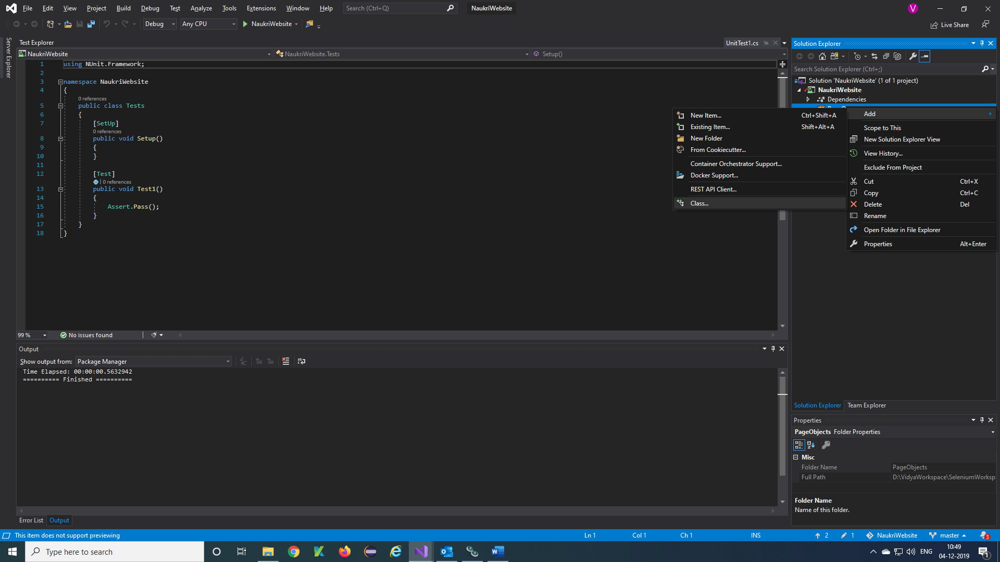 File Edit View Project Build Debug Test Analyze Tools Extensions Window Help Search (Ctrl+Q) NaukriWebsite V
Debug Any CPU NaukriWebsite Live Share
Server Explorer
Test Explorer UnitTest1.cs
NaukriWebsite NaukriWebsite.Tests Setup()
1 using NUnit.Framework;
2
3 namespace NaukriWebsite
4 {
0 references
5 public class Tests
6 {
7 [SetUp]
0 references
8 public void Setup()
9 {
10 }
11
12 [Test]
0 references
13 public void Test1()
14 {
15 Assert.Pass();
16 }
17 }
18 }
99 % No issues found
Output
Show output from: Package Manager
Time Elapsed: 00:00:00.5632942
========== Finished ==========
Error List Output
New Item... Ctrl+Shift+A
Existing Item... Shift+Alt+A
New Folder
From Cookiecutter...
Container Orchestrator Support...
Docker Support...
REST API Client...
Class...
Solution Explorer
Search Solution Explorer (Ctrl+;)
Solution 'NaukriWebsite' (1 of 1 project)
NaukriWebsite
Dependencies
Add
Scope to This
New Solution Explorer View
View History...
Exclude From Project
Cut Ctrl+X
Copy Ctrl+C
Delete Del
Rename
Open Folder in File Explorer
Properties Alt+Enter
Solution Explorer Team Explorer
Properties
PageObjects Folder Properties
Misc
Folder Name PageObjects
Full Path D:\VidyaWorkspace\SeleniumWorksp
Folder Name
Name of this folder.
This item does not support previewing Ln 1 Col 1 Ch 1 INS 2 1 NaukriWebsite master 3
Type here to search ENG 10:49
04-12-2019 1